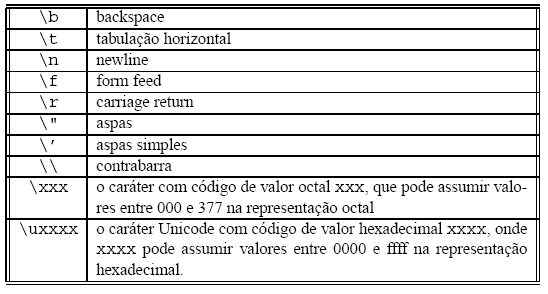 \b backspace
\t tabulação horizontal
\n newline
\f form feed
\r carriage return
\" aspas
\’ aspas simples
\\ contrabarra
\xxx o caráter com código de valor octal xxx, que pode assumir valo-
res entre 000 e 377 na representação octal
\uxxxx o caráter Unicode com código de valor hexadecimal xxxx, onde
xxxx pode assumir valores entre 0000 e ffff na representação
hexadecimal.